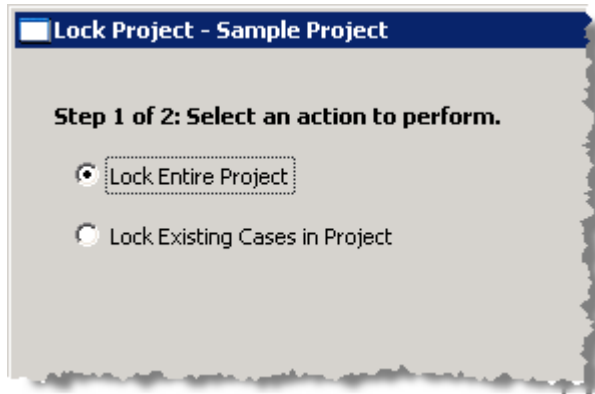 Lock Project - Sample Project
Step 1 of 2: Select an action to perform.
Lock Entire Project
Lock Existing Cases in Project